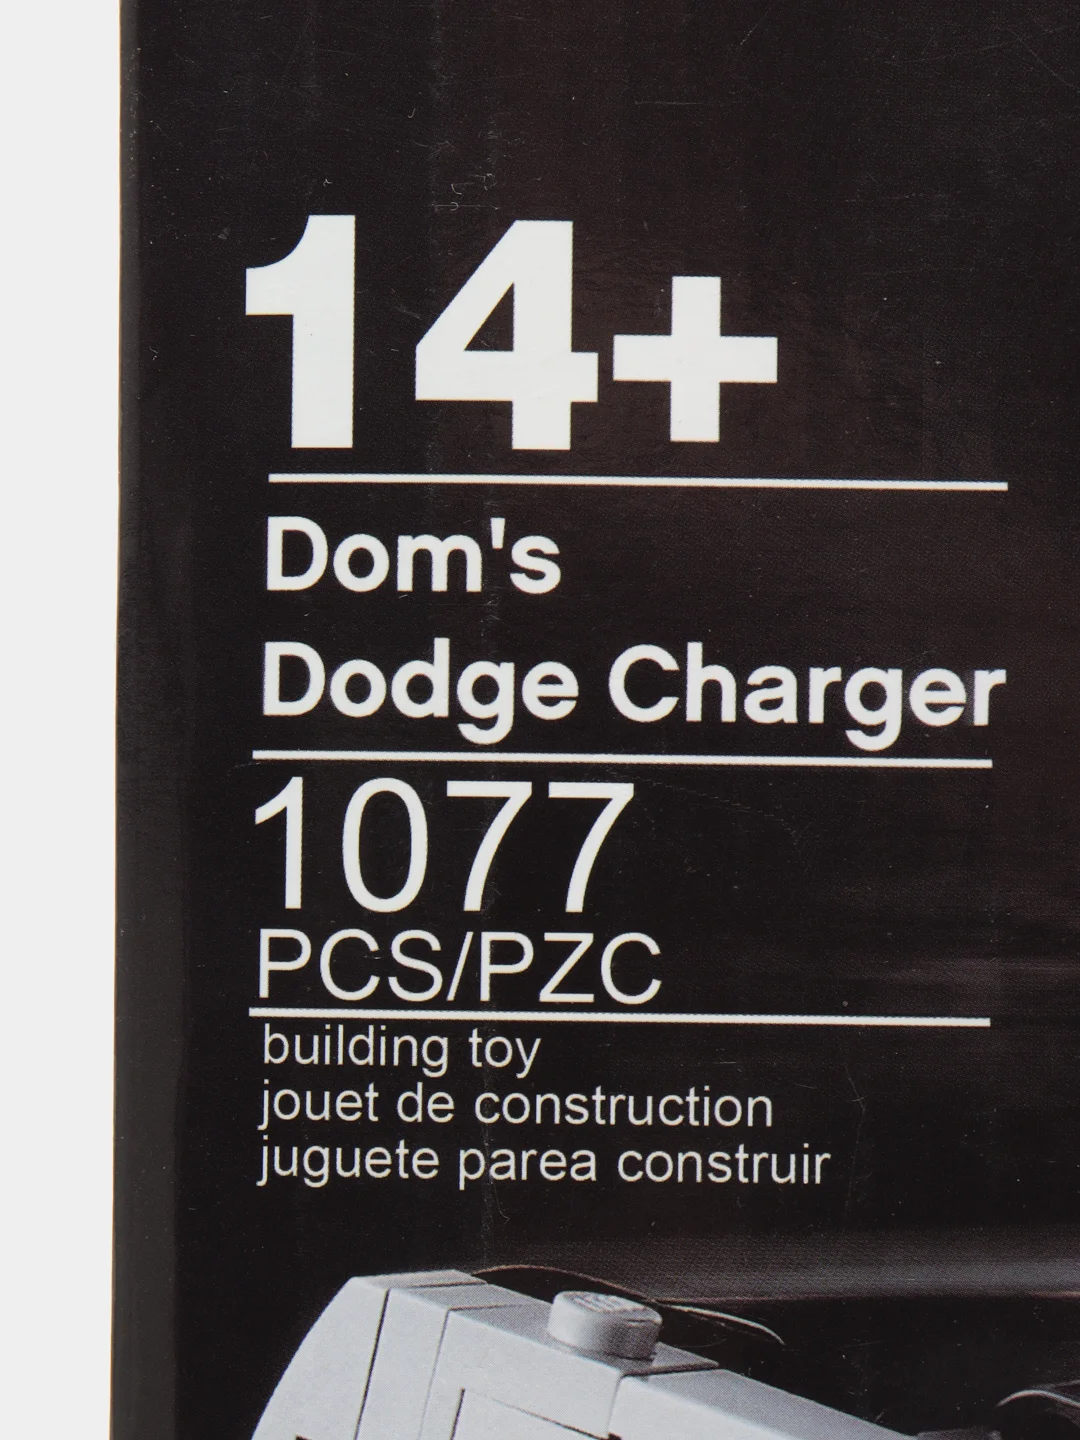 14+
Dom's
Dodge Charger
1077
PCS/PZC
building toy
jouet de construction
juguete parea construir